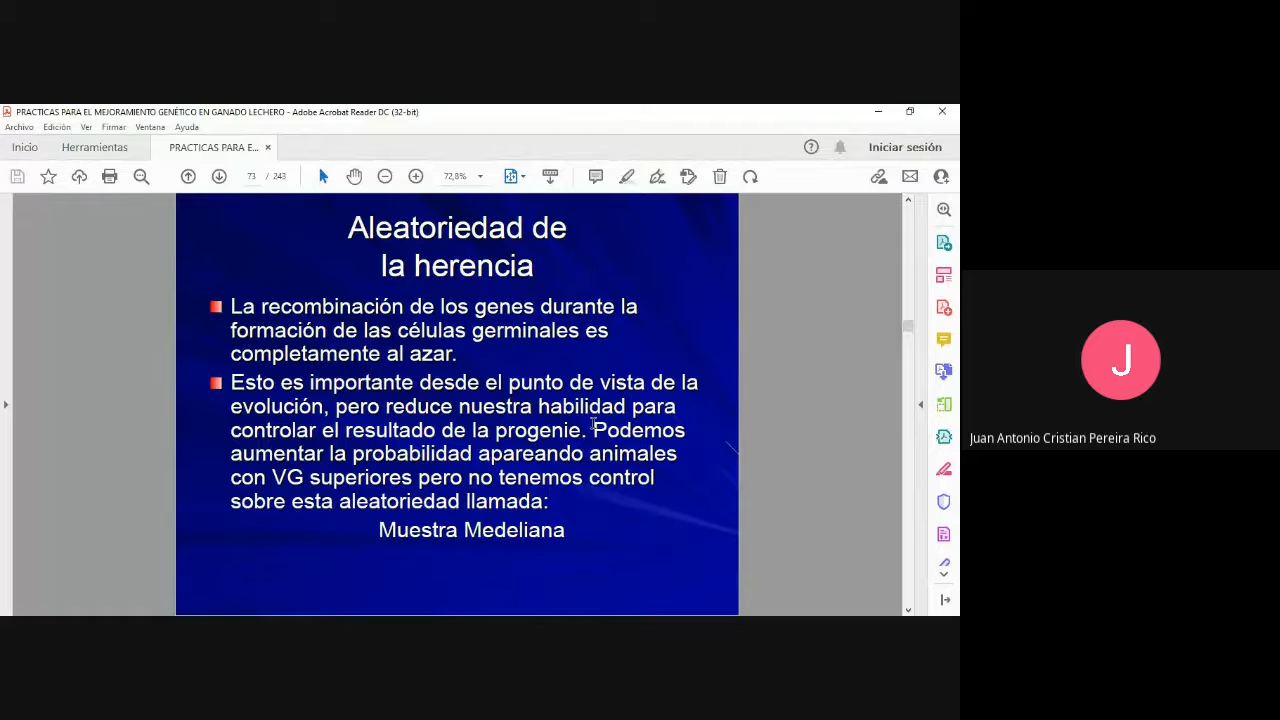 PRACTICAS PARA EL MEJORAMIENTO GENÉTICO EN GANADO LECHERO - Adobe Acrobat Reader DC (32-bit)
Archivo Edición Ver Firmar Ventana Ayuda
Inicio Herramientas PRACTICAS PARA E... Iniciar sesión
73 / 243 72,8%
Aleatoriedad de
la herencia
La recombinación de los genes durante la
formación de las células germinales es
completamente al azar.
Esto es importante desde el punto de vista de la
evolución, pero reduce nuestra habilidad para
controlar el resultado de la progenie. Podemos
aumentar la probabilidad apareando animales
con VG superiores pero no tenemos control
sobre esta aleatoriedad llamada:
Muestra Medeliana
J
Juan Antonio Cristian Pereira Rico